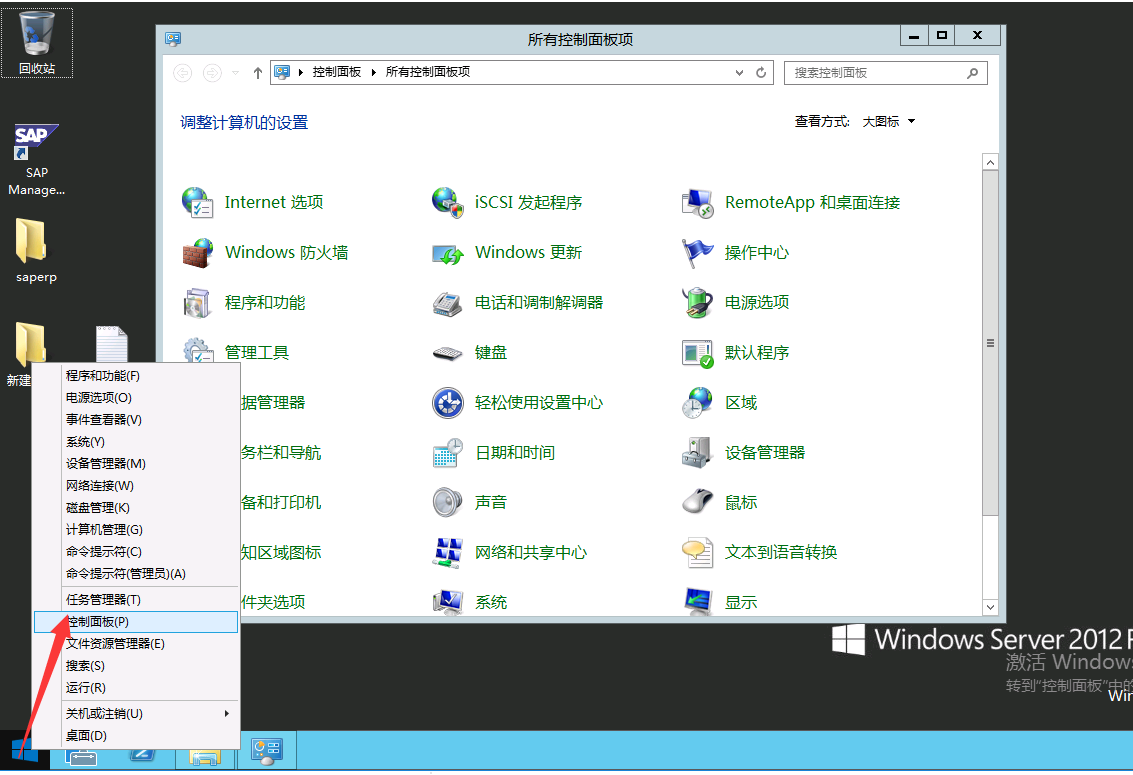 回收站
SAP
SAP
Manage...
saperp
新建
所有控制面板项
控制面板 所有控制面板项
搜索控制面板
调整计算机的设置
查看方式: 大图标
Internet 选项
iSCSI 发起程序
RemoteApp 和桌面连接
Windows 防火墙
Windows 更新
操作中心
程序和功能
电话和调制解调器
电源选项
管理工具
键盘
默认程序
据管理器
轻松使用设置中心
区域
务栏和导航
日期和时间
设备管理器
备和打印机
声音
鼠标
知区域图标
网络和共享中心
文本到语音转换
件夹选项
系统
显示
程序和功能(F)
电源选项(O)
事件查看器(V)
系统(Y)
设备管理器(M)
网络连接(W)
磁盘管理(K)
计算机管理(G)
命令提示符(C)
命令提示符(管理员)(A)
任务管理器(T)
控制面板(P)
文件资源管理器(E)
搜索(S)
运行(R)
关机或注销(U)
桌面(D)
Windows Server 2012
激活 Windows
转到"控制面板"中的
Win